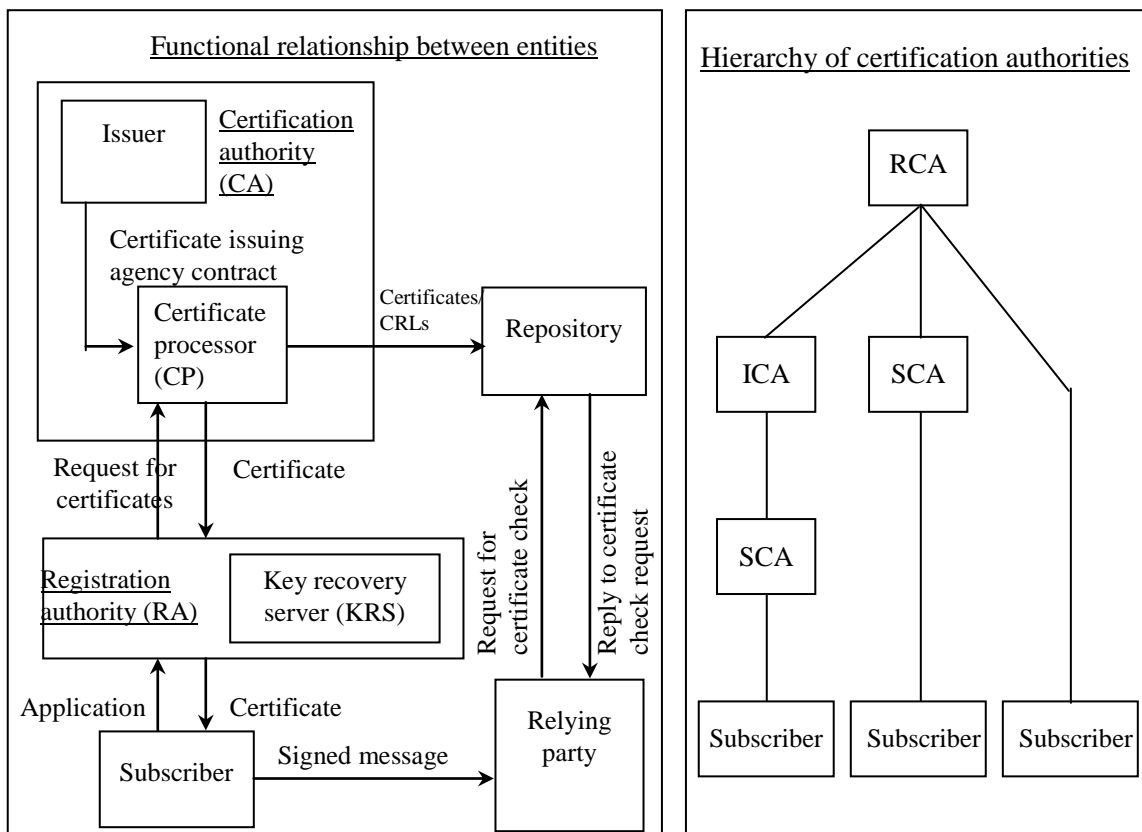 Functional relationship between entities
Issuer
Certification
authority
(CA)
Certificate issuing
agency contract
Certificate
processor
(CP)
Certificates/
CRLs
Repository
Request for
certificates
Certificate
Request for
certificate check
Reply to certificate
check request
Registration
authority (RA)
Key recovery
server (KRS)
Application
Certificate
Subscriber
Signed message
Relying
party
Hierarchy of certification authorities
RCA
ICA
SCA
SCA
Subscriber
Subscriber
Subscriber